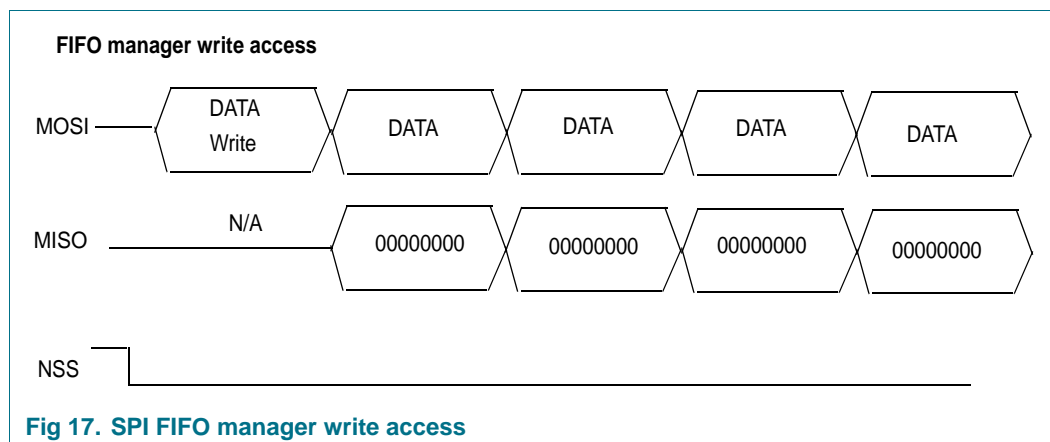 FIFO manager write access
MOSI
DATA
Write
DATA
DATA
DATA
DATA
MISO
N/A
00000000
00000000
00000000
00000000
NSS
Fig 17. SPI FIFO manager write access